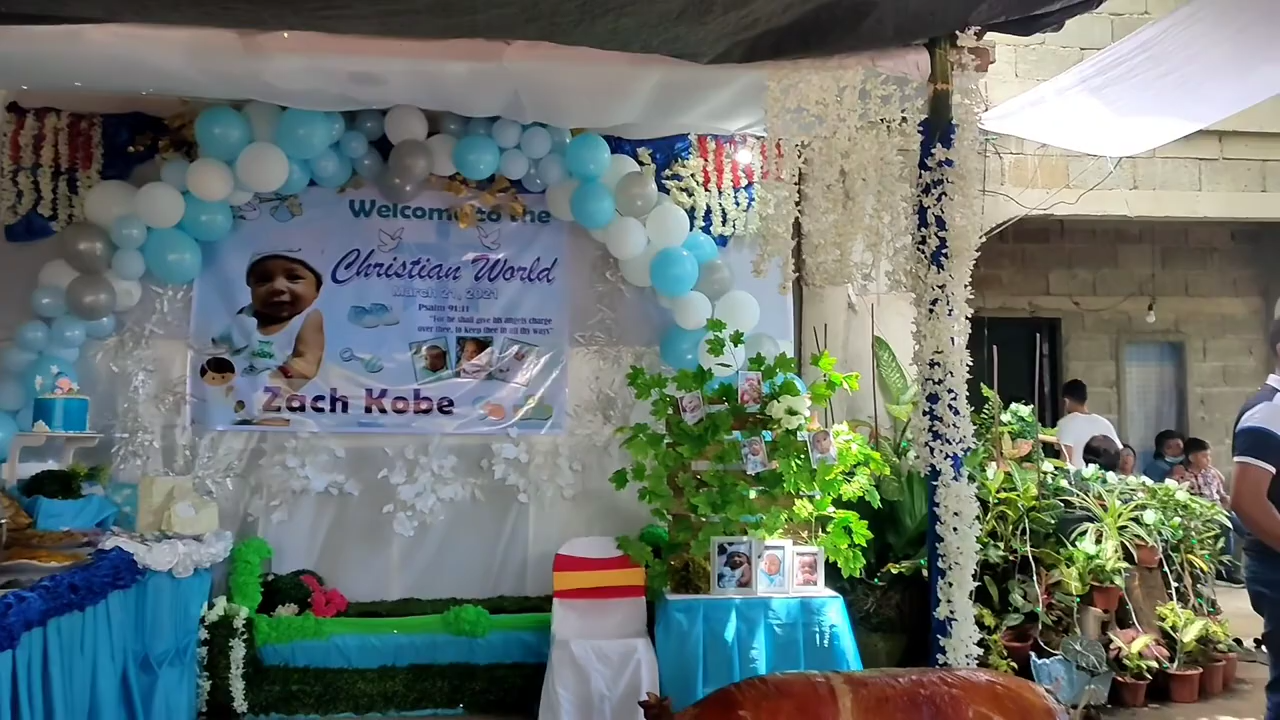 Welcome to the
Christian World
March 21, 2021
Psalm 91:11
"For he shall give his angels charge
over thee, to Keep thee in all thy ways"
Zach Kobe